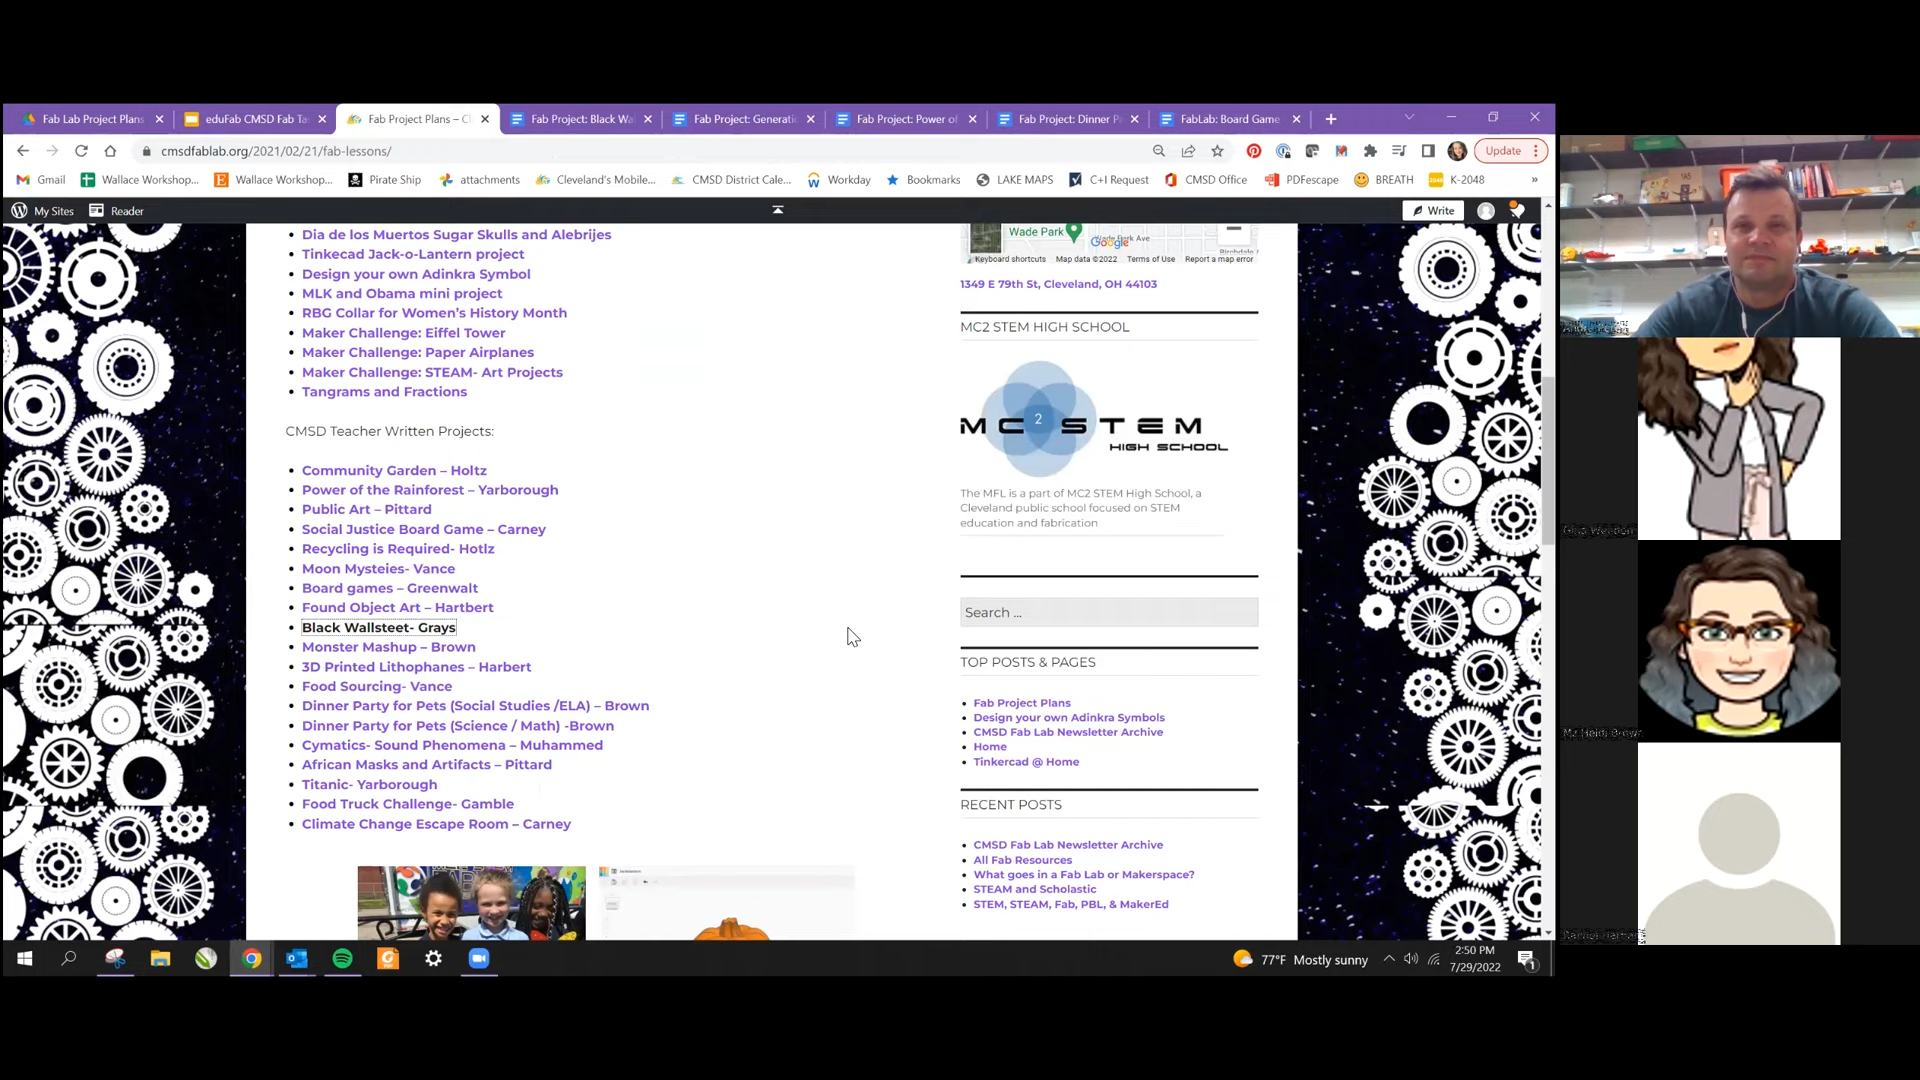 Fab Lab Project Plans
eduFab CMSD Fab Ta
Fab Project Plans – C
Fab Project: Black Wa
Fab Project: Generati
Fab Project: Power of
Fab Project: Dinner P
FabLab: Board Game
cmsdfablab.org/2021/02/21/fab-lessons/
Update
Gmail
Wallace Workshop...
Wallace Workshop...
Pirate Ship
attachments
Cleveland's Mobile...
CMSD District Cale...
Workday
Bookmarks
LAKE MAPS
C+I Request
CMSD Office
PDFescape
BREATH
K-2048
My Sites
Reader
Write
Dia de los Muertos Sugar Skulls and Alebrijes
Tinkecad Jack-o-Lantern project
Design your own Adinkra Symbol
MLK and Obama mini project
RBG Collar for Women's History Month
Maker Challenge: Eiffel Tower
Maker Challenge: Paper Airplanes
Maker Challenge: STEAM- Art Projects
Tangrams and Fractions
CMSD Teacher Written Projects:
Community Garden – Holtz
Power of the Rainforest – Yarborough
Public Art – Pittard
Social Justice Board Game – Carney
Recycling is Required- Hotlz
Moon Mysteies- Vance
Board games – Greenwalt
Found Object Art – Hartbert
Black Wallsteet- Grays
Monster Mashup – Brown
3D Printed Lithophanes – Harbert
Food Sourcing- Vance
Dinner Party for Pets (Social Studies /ELA) – Brown
Dinner Party for Pets (Science / Math) -Brown
Cymatics- Sound Phenomena – Muhammed
African Masks and Artifacts – Pittard
Titanic- Yarborough
Food Truck Challenge- Gamble
Climate Change Escape Room – Carney
Wade Park
Google
Keyboard shortcuts
Map data ©2022
Terms of Use
Report a map error
1349 E 79th St, Cleveland, OH 44103
MC2 STEM HIGH SCHOOL
MC 2 STEM
HIGH SCHOOL
The MFL is a part of MC2 STEM High School, a
Cleveland public school focused on STEM
education and fabrication
Search ...
TOP POSTS & PAGES
Fab Project Plans
Design your own Adinkra Symbols
CMSD Fab Lab Newsletter Archive
Home
Tinkercad @ Home
RECENT POSTS
CMSD Fab Lab Newsletter Archive
All Fab Resources
What goes in a Fab Lab or Makerspace?
STEAM and Scholastic
STEM, STEAM, Fab, PBL, & MakerEd
77°F Mostly sunny
2:50 PM
7/29/2022
1